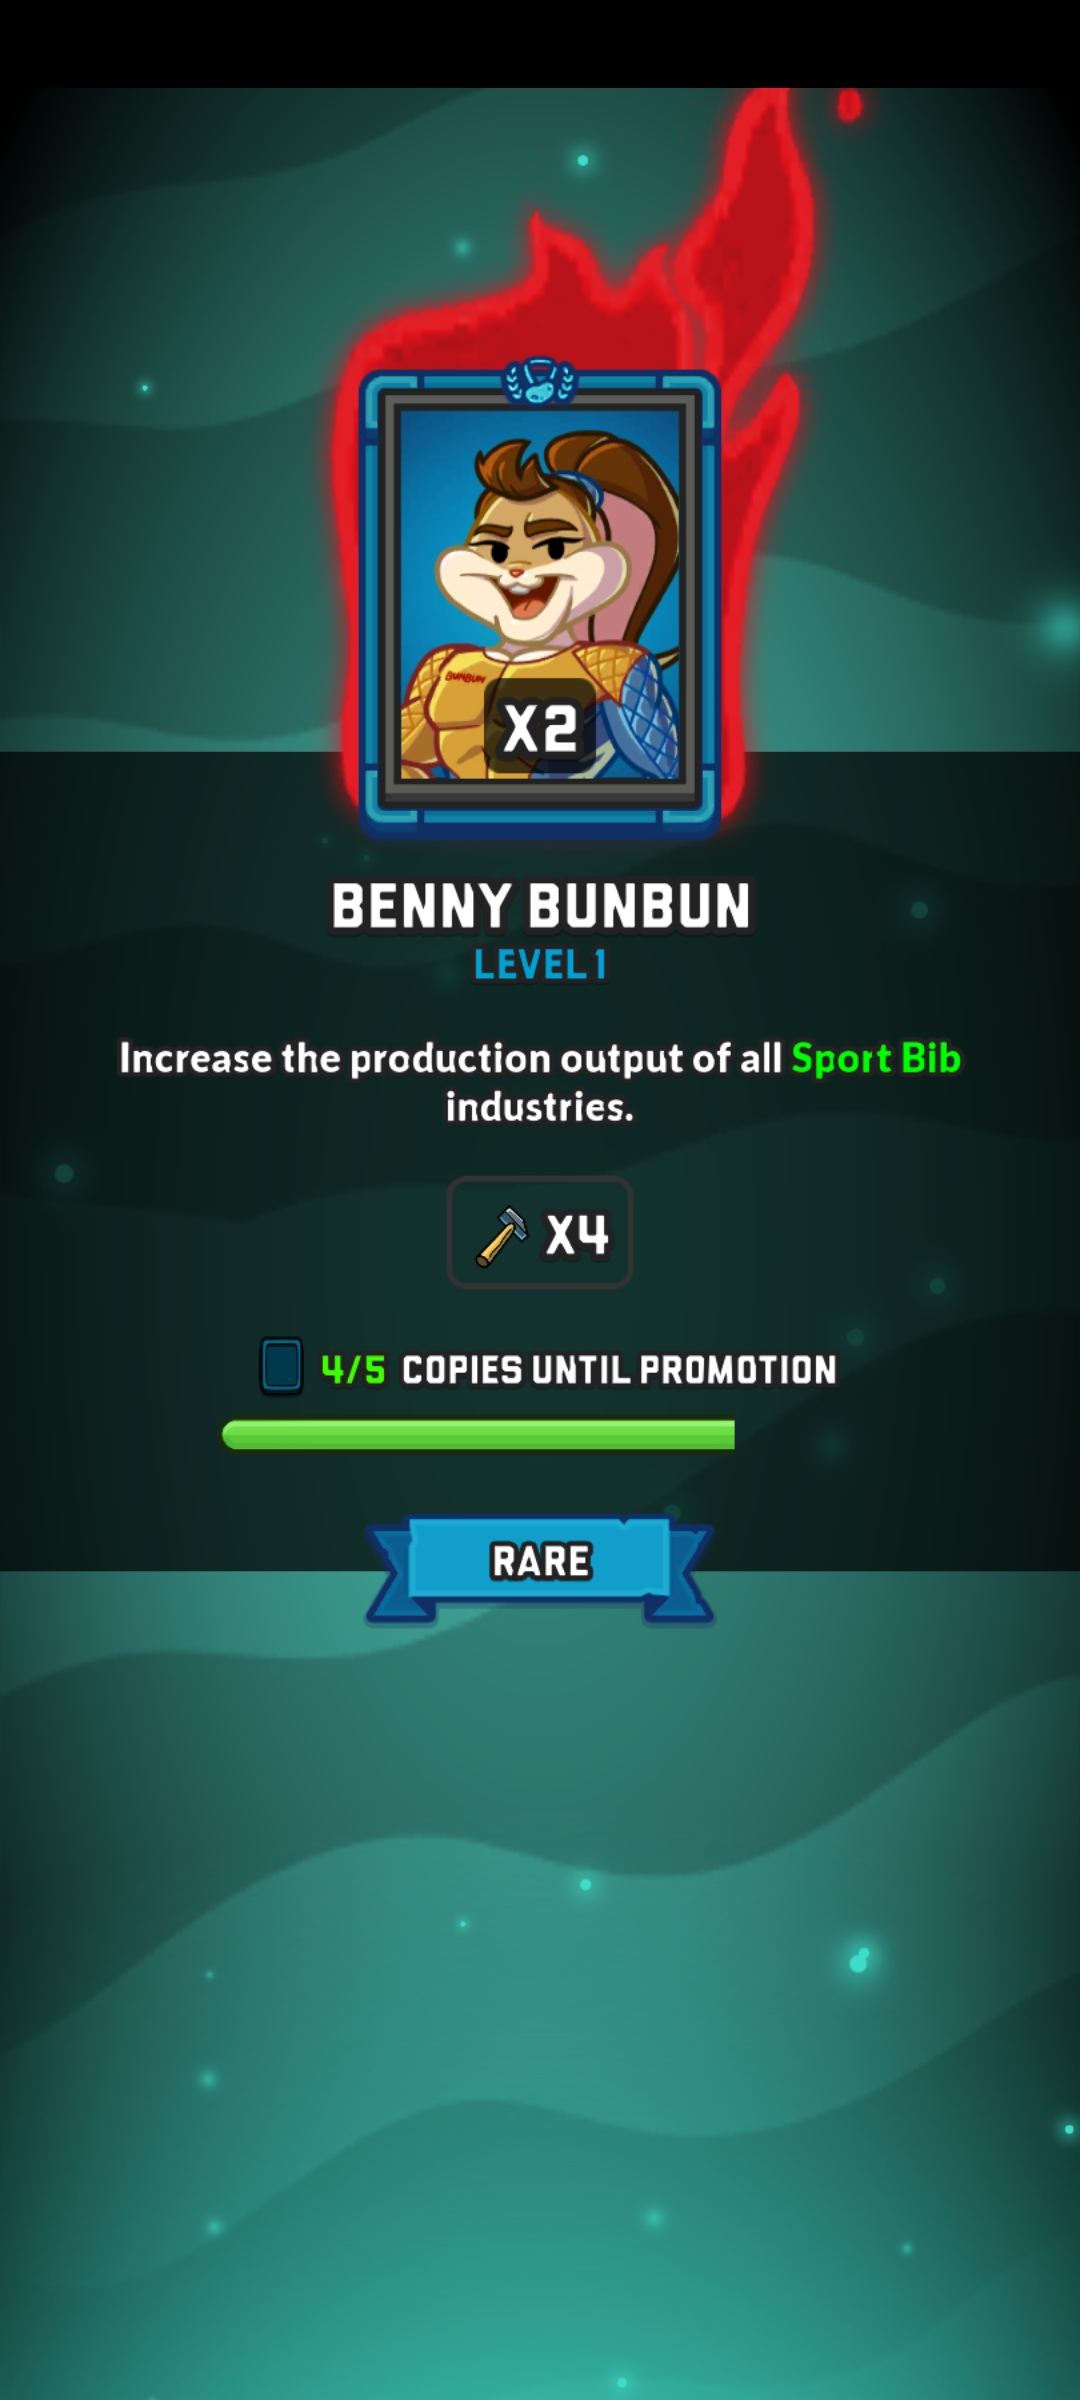 BUNBUN
X2
BENNY BUNBUN
LEVEL 1
Increase the production output of all Sport Bib
industries.
X4
4/5 COPIES UNTIL PROMOTION
RARE